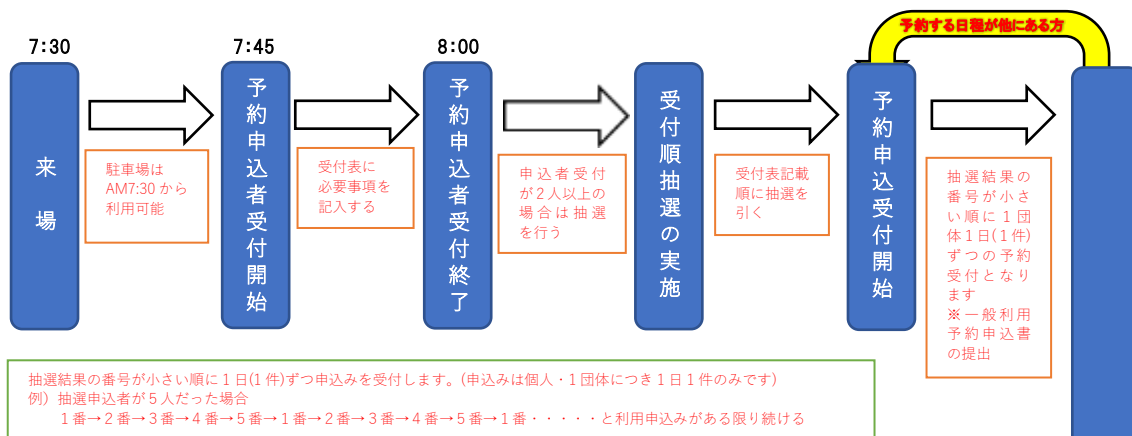 予約する日程が他にある方
7:30
7:45
8:00
来場
駐車場は
AM7:30から
利用可能
予約申込者受付開始
受付表に
必要事項を
記入する
予約申込者受付終了
申込者受付
が2人以上の
場合は抽選
を行う
受付順抽選の実施
受付表記載
順に抽選を
引く
予約申込受付開始
抽選結果の
番号が小さ
い順に1団
体1日(1件)
ずつの予約
受付となり
ます
※一般利用
予約申込書
の提出
抽選結果の番号が小さい順に1日(1件)ずつ申込みを受付します。(申込みは個人・1団体につき1日1件のみです)
例）抽選申込者が5人だった場合
1番→2番→3番→4番→5番→1番→2番→3番→4番→5番→1番・・・・・と利用申込みがある限り続ける